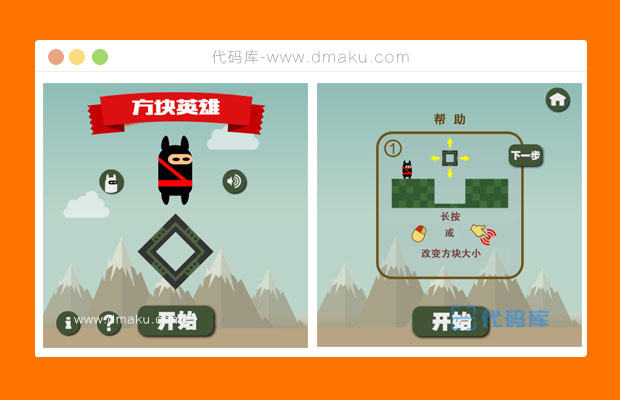 代码库-www.dmaku.com
方块英雄
www.dmaku.com
i
?
开始
帮 助
1
下一步
长按
或
改变方块大小
开始
代码库